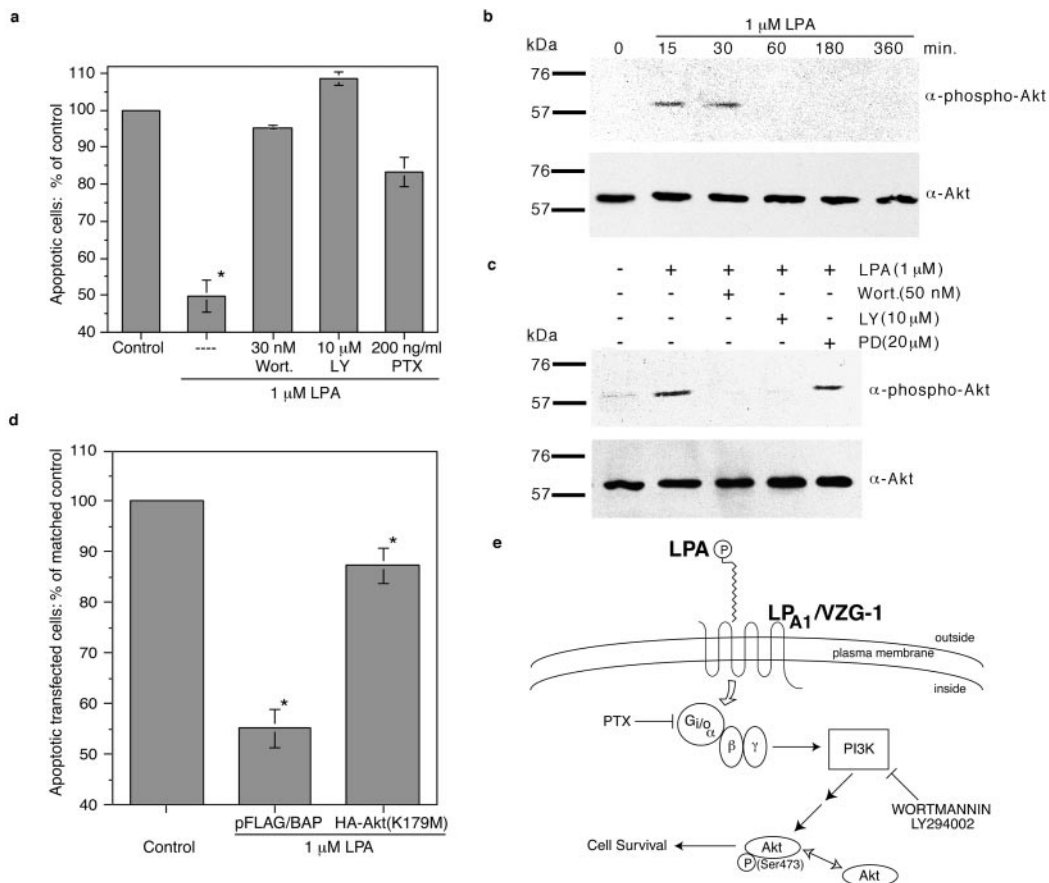 a
Apoptotic cells: % of control
110
100
90
80
70
60
50
40
*
Control
----
30 nM
Wort.
10 µM
LY
200 ng/ml
PTX
1 µM LPA
b
1 µM LPA
kDa
0 15 30 60 180 360 min.
76
57
α-phospho-Akt
76
57
α-Akt
c
- + + + + LPA(1 µM)
- - + - - Wort.(50 nM)
- - - + - LY(10 µM)
kDa
- - - - + PD(20µM)
76
57
α-phospho-Akt
76
57
α-Akt
d
Apoptotic transfected cells: % of matched control
110
100
90
80
70
60
50
40
*
*
Control
pFLAG/BAP
HA-Akt(K179M)
1 µM LPA
e
LPA P
LPA1/VZG-1
outside
plasma membrane
inside
PTX
Gi/oα
β
γ
PI3K
WORTMANNIN
LY294002
Cell Survival
Akt
P (Ser473)
Akt